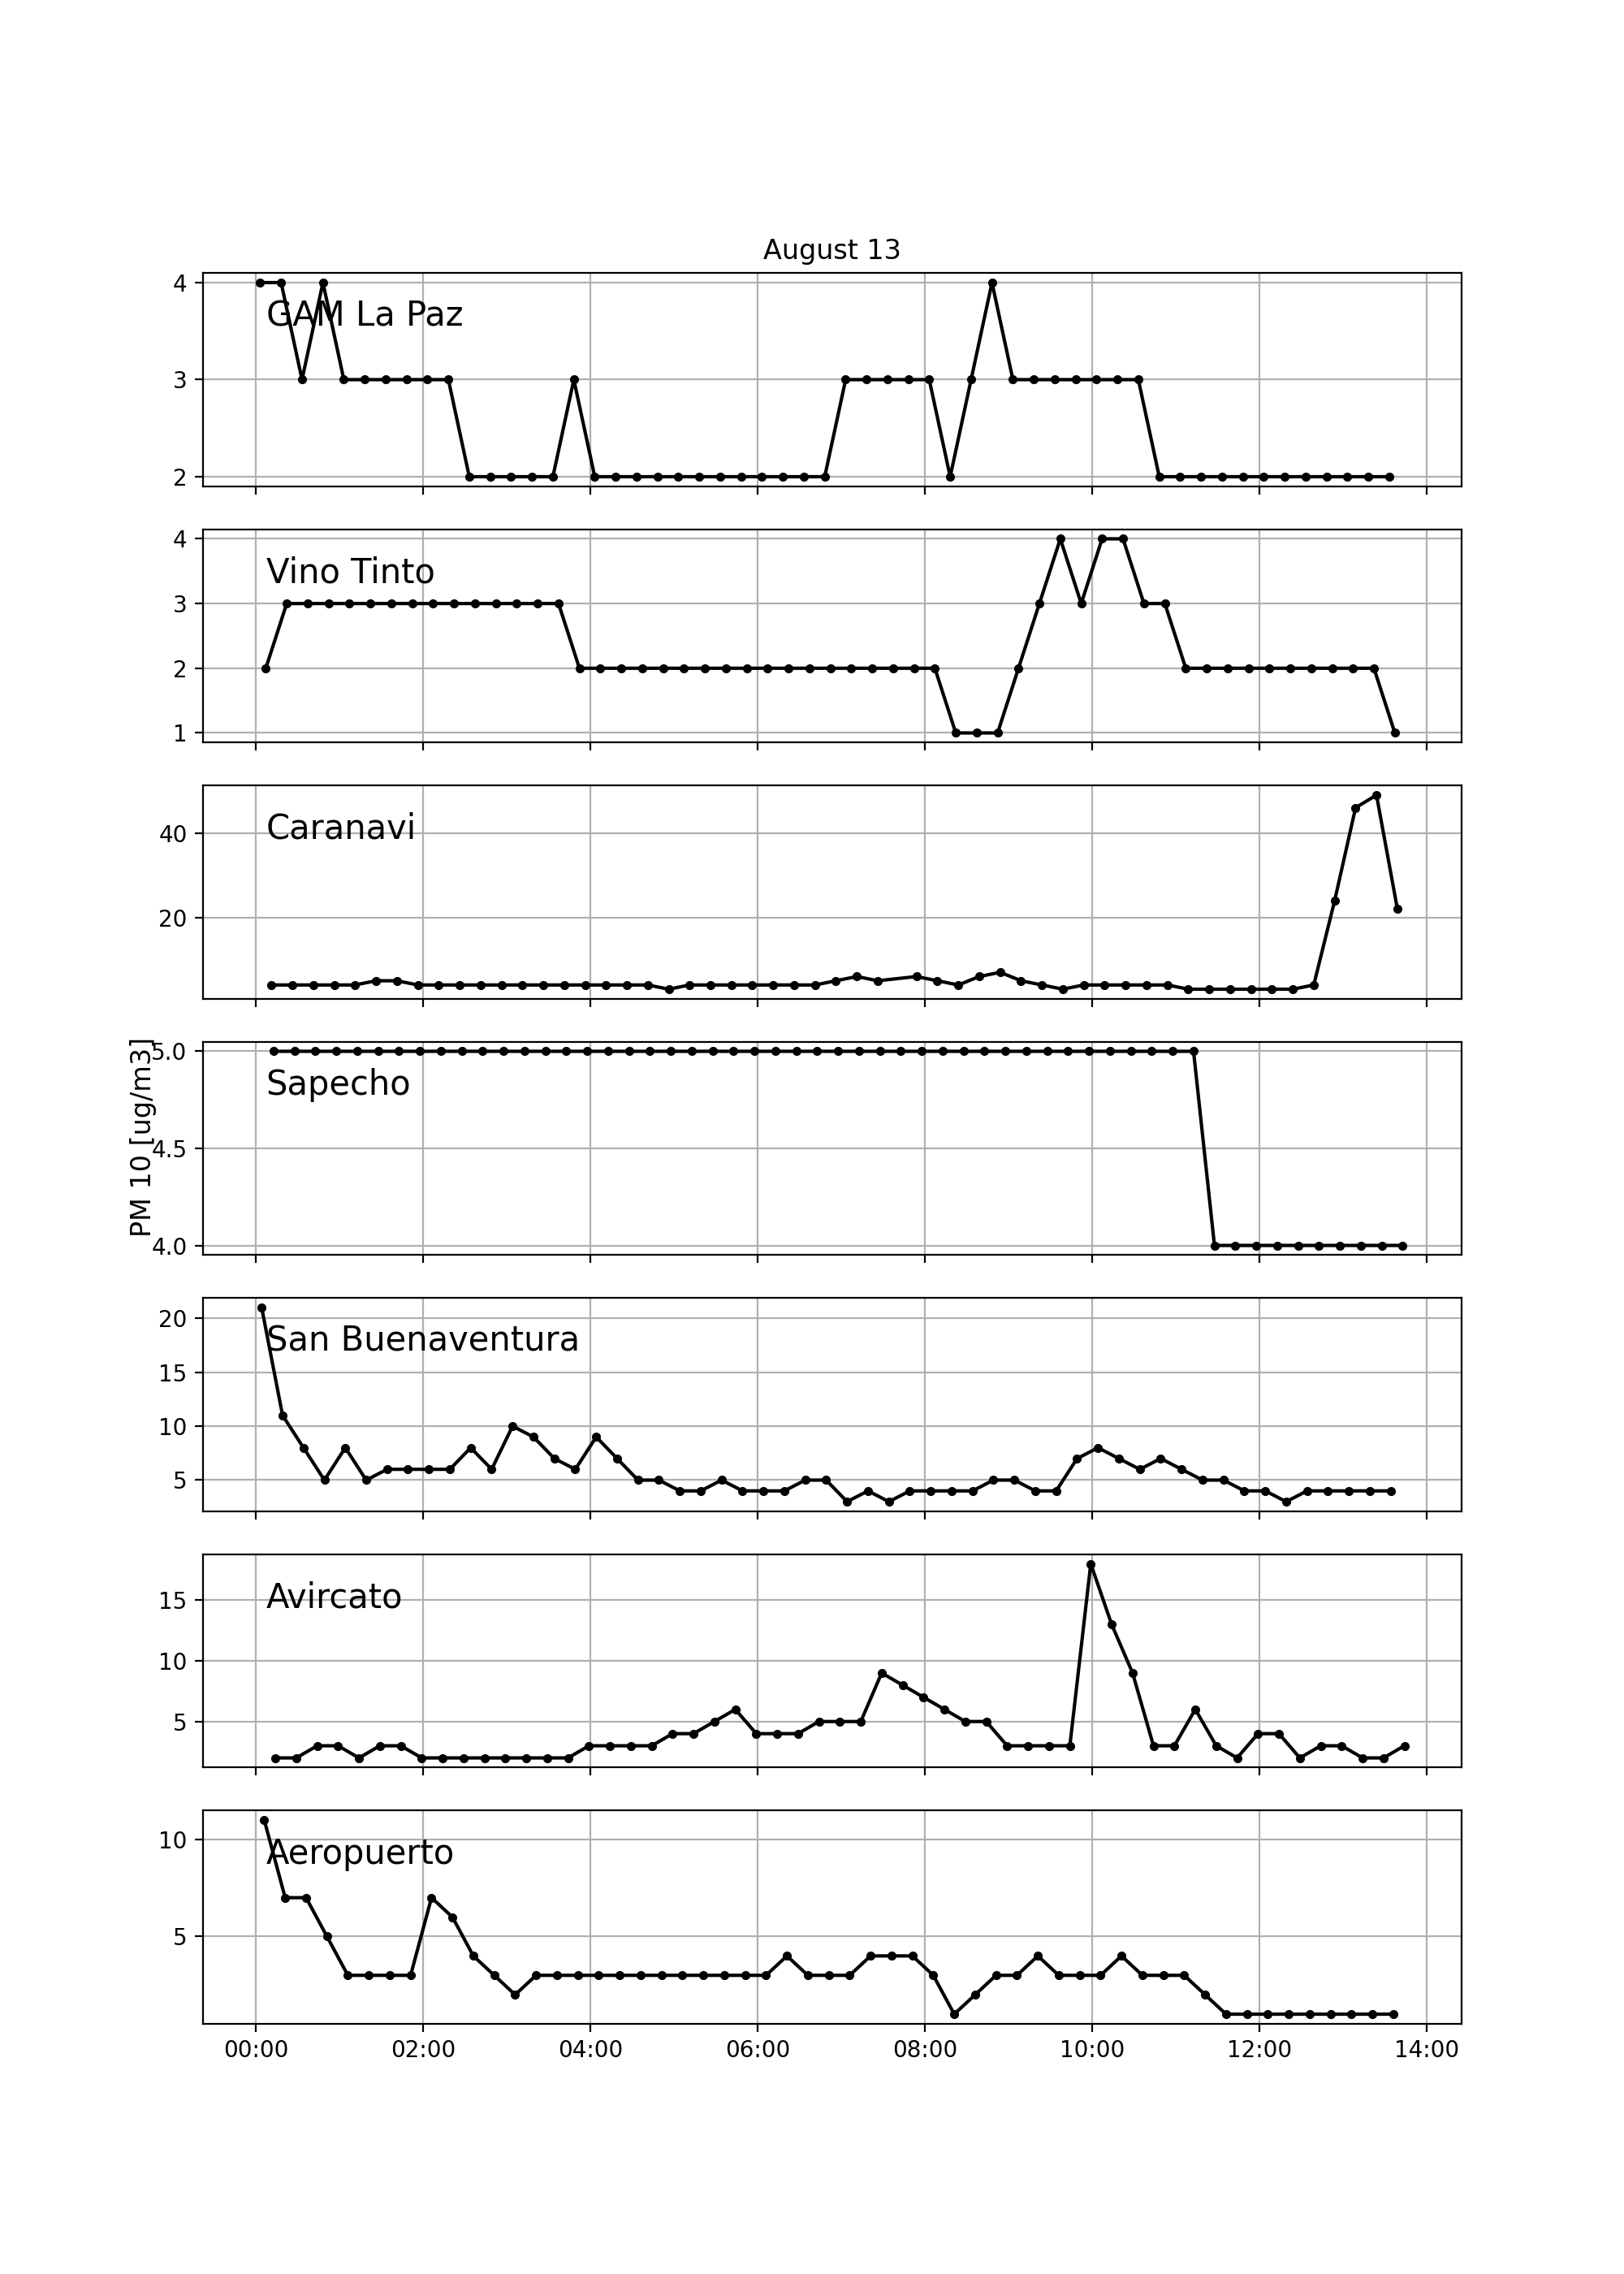 August 13
4
GAM La Paz
3
2
4
Vino Tinto
3
2
1
Caranavi
40
20
PM 10 [ug/m3]
5.0
Sapecho
4.5
4.0
20
San Buenaventura
15
10
5
Avircato
15
10
5
10
Aeropuerto
5
00:00 02:00 04:00 06:00 08:00 10:00 12:00 14:00